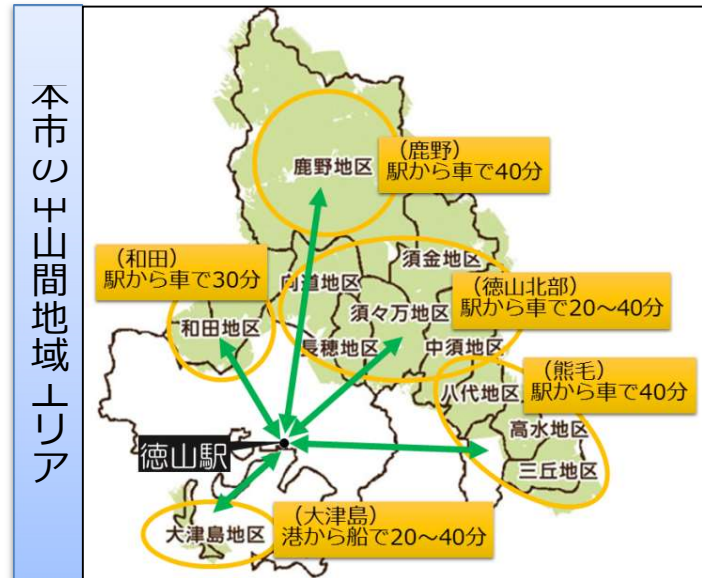 本市の中山間地域エリア
(鹿野)
駅から車で40分
鹿野地区
須金地区
(和田)
駅から車で30分
向道地区
(徳山北部)
駅から車で20～40分
須々万地区
和田地区
長穂地区
中須地区
(熊毛)
駅から車で40分
八代地区
高水地区
徳山駅
三丘地区
(大津島)
港から船で20～40分
大津島地区